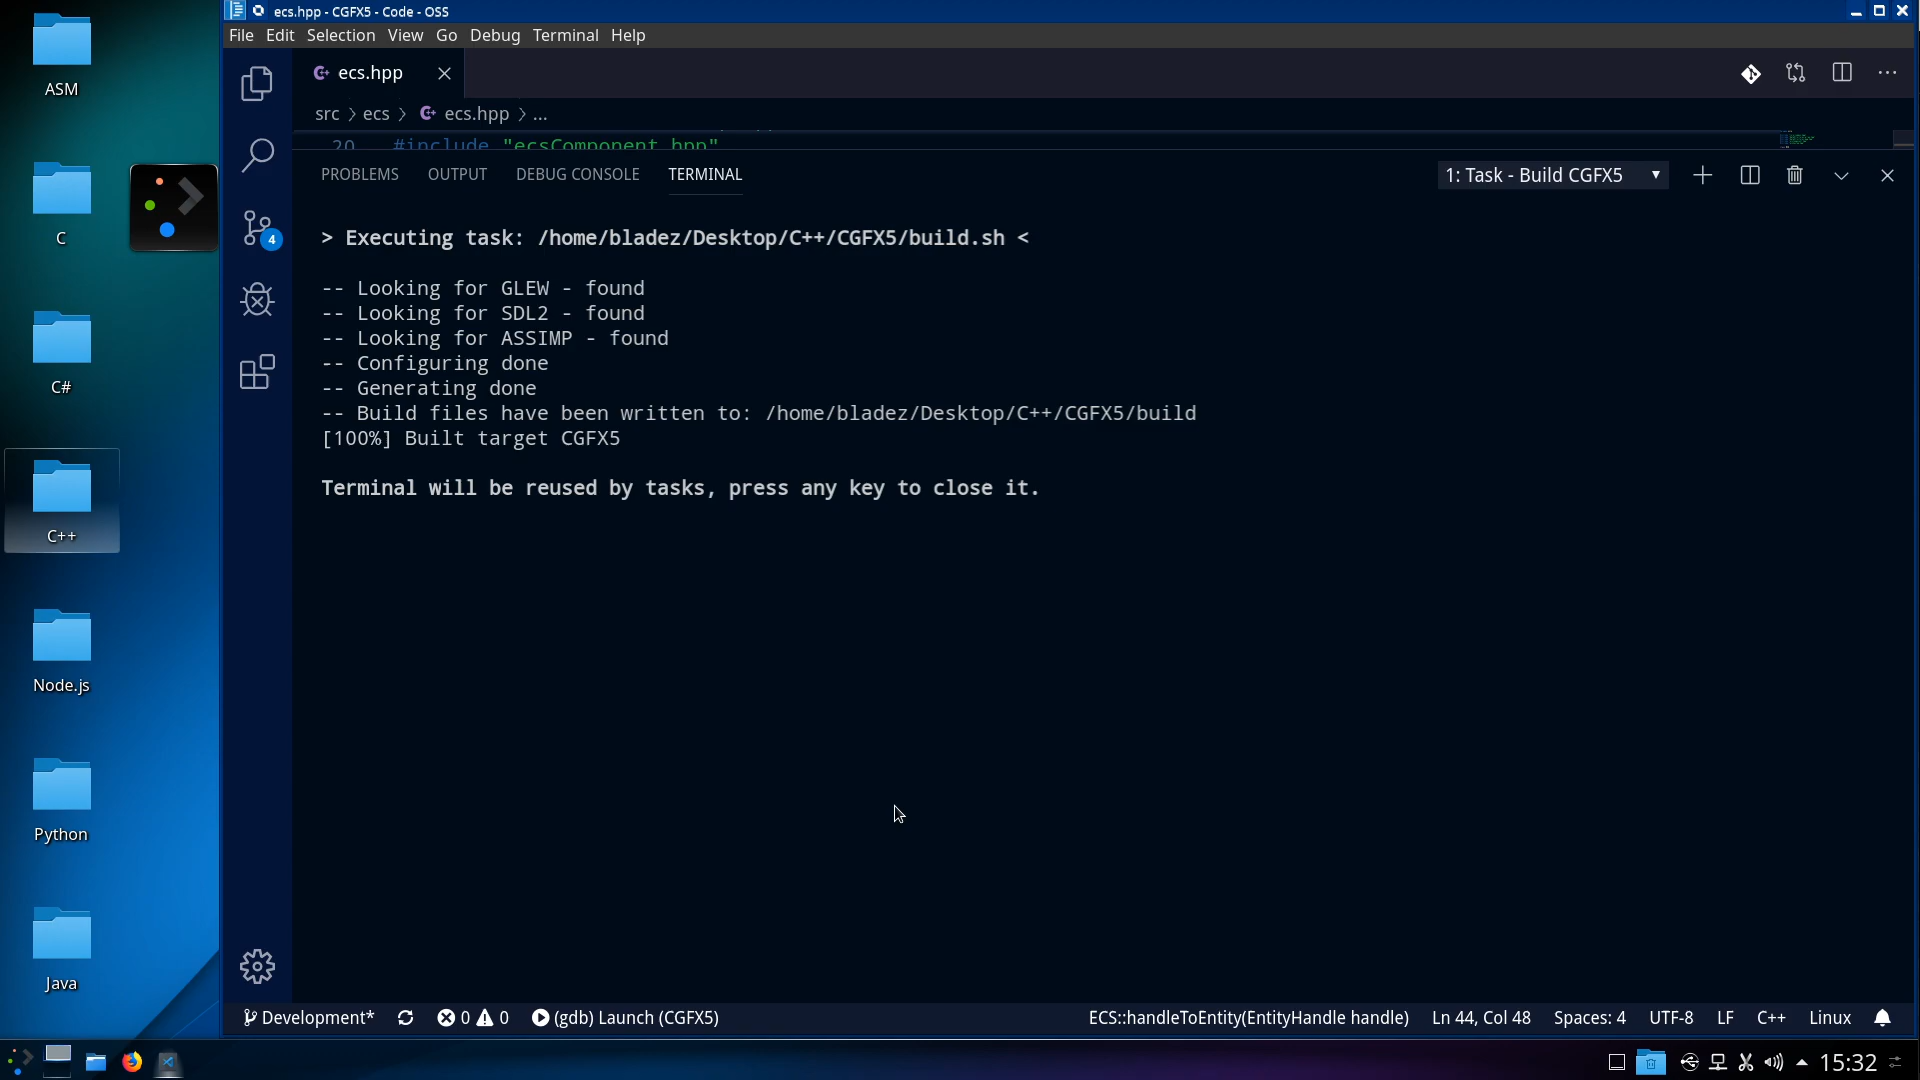 ecs.hpp - CGFX5 - Code - OSS
File Edit Selection View Go Debug Terminal Help
ecs.hpp
src > ecs > ecs.hpp > ...
20 #include "ecsComponent.hpp"
PROBLEMS OUTPUT DEBUG CONSOLE TERMINAL 1: Task - Build CGFX5
> Executing task: /home/bladez/Desktop/C++/CGFX5/build.sh <
-- Looking for GLEW - found
-- Looking for SDL2 - found
-- Looking for ASSIMP - found
-- Configuring done
-- Generating done
-- Build files have been written to: /home/bladez/Desktop/C++/CGFX5/build
[100%] Built target CGFX5
Terminal will be reused by tasks, press any key to close it.
4
ASM
C
C#
C++
Node.js
Python
Java
Development* 0 0 (gdb) Launch (CGFX5) ECS::handleToEntity(EntityHandle handle) Ln 44, Col 48 Spaces: 4 UTF-8 LF C++ Linux
15:32